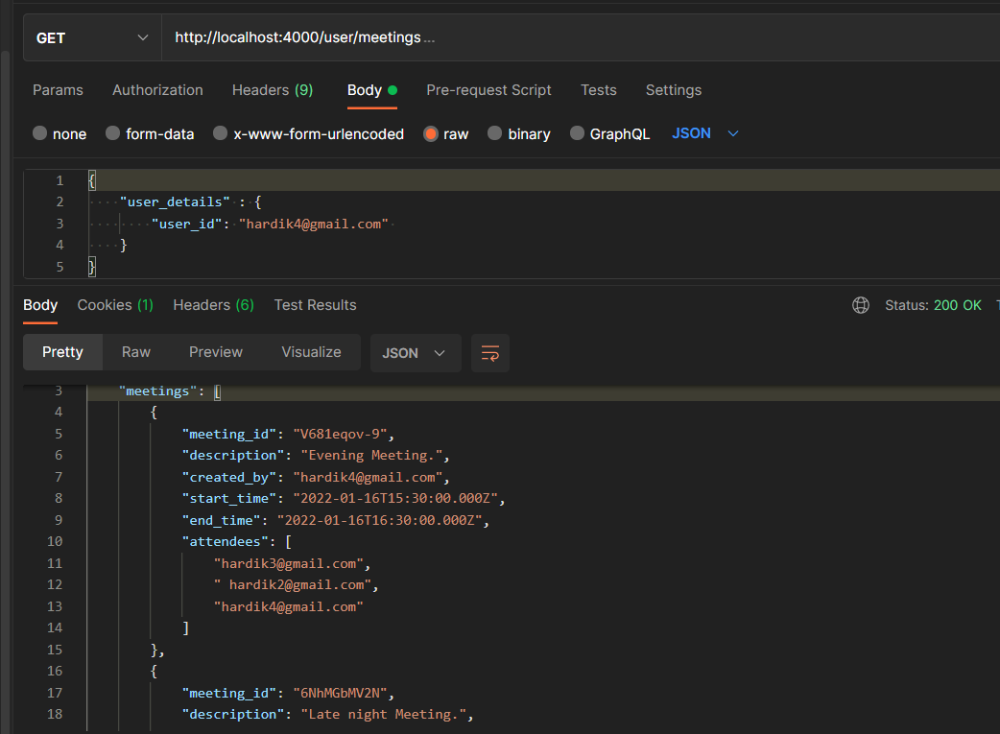 GET http://localhost:4000/user/meetings ...
Params Authorization Headers (9) Body Pre-request Script Tests Settings
none form-data x-www-form-urlencoded raw binary GraphQL JSON
1 {
2 "user_details" : {
3 "user_id": "hardik4@gmail.com"
4 }
5 }
Body Cookies (1) Headers (6) Test Results Status: 200 OK
Pretty Raw Preview Visualize JSON
3 "meetings": [
4 {
5 "meeting_id": "V681eqov-9",
6 "description": "Evening Meeting.",
7 "created_by": "hardik4@gmail.com",
8 "start_time": "2022-01-16T15:30:00.000Z",
9 "end_time": "2022-01-16T16:30:00.000Z",
10 "attendees": [
11 "hardik3@gmail.com",
12 " hardik2@gmail.com",
13 "hardik4@gmail.com"
14 ]
15 },
16 {
17 "meeting_id": "6NhMGbMV2N",
18 "description": "Late night Meeting.",